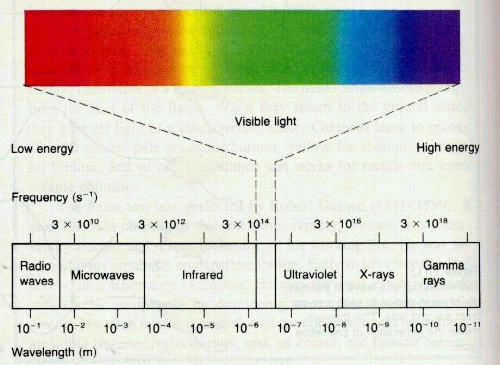 Visible light
Low energy
High energy
Frequency (s⁻¹)
3 × 10¹⁰ 3 × 10¹² 3 × 10¹⁴ 3 × 10¹⁶ 3 × 10¹⁸
Radio waves
Microwaves
Infrared
Ultraviolet
X-rays
Gamma rays
10⁻¹ 10⁻² 10⁻³ 10⁻⁴ 10⁻⁵ 10⁻⁶ 10⁻⁷ 10⁻⁸ 10⁻⁹ 10⁻¹⁰ 10⁻¹¹
Wavelength (m)